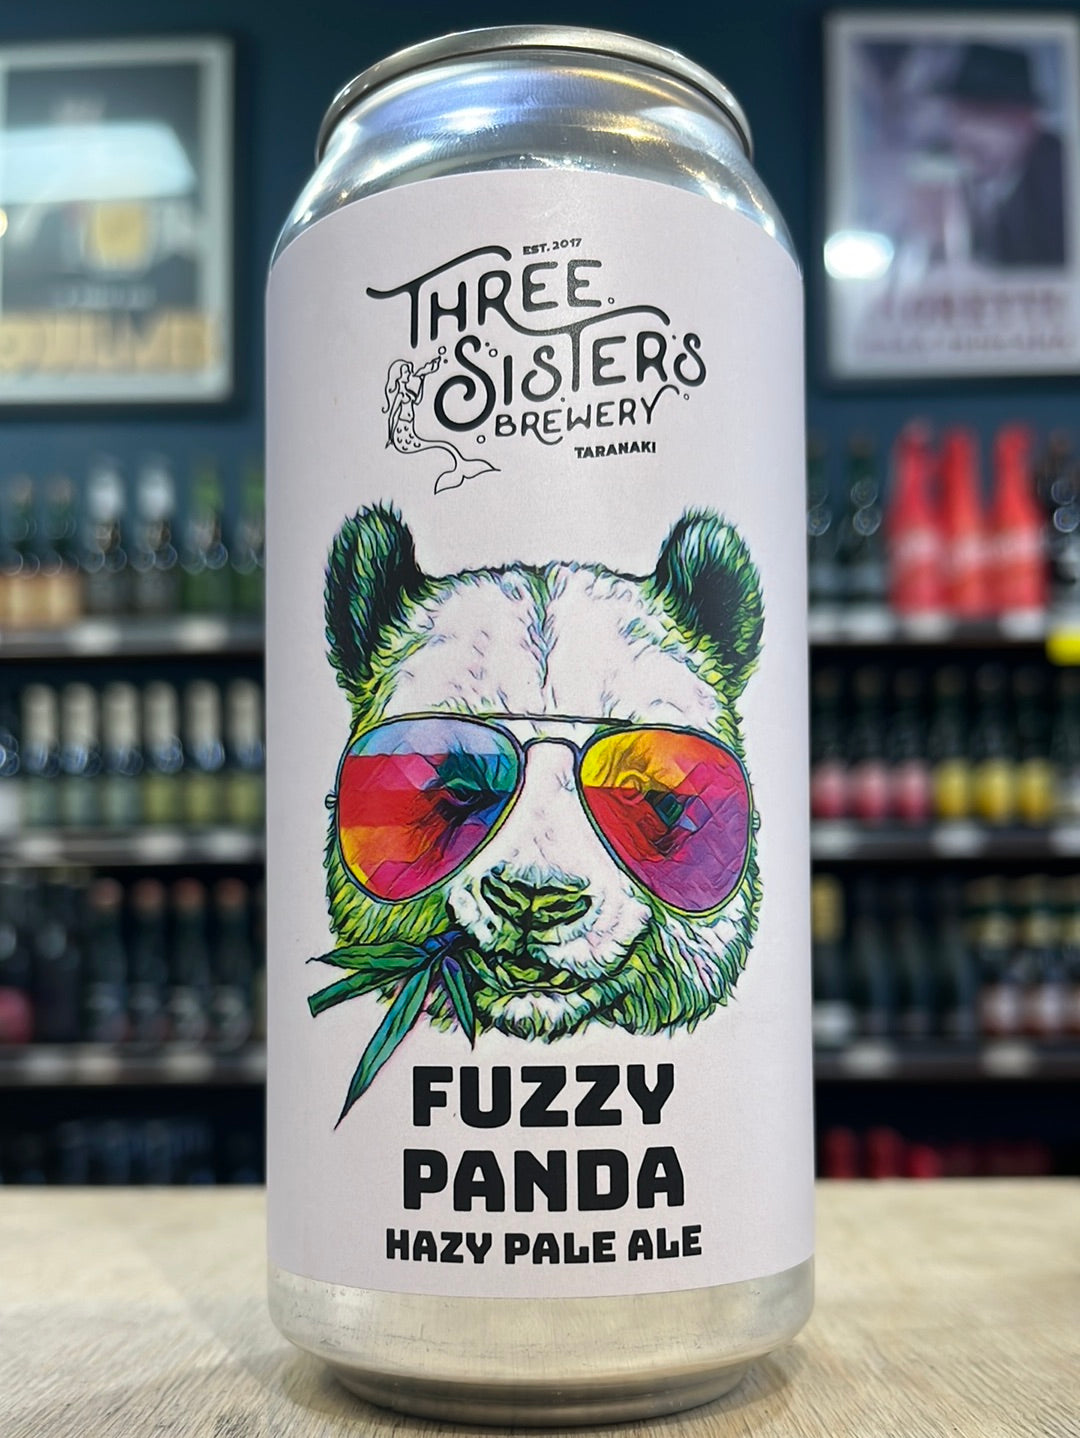 EST. 2017
THREE
SISTERS
BREWERY
TARANAKI
FUZZY
PANDA
HAZY PALE ALE